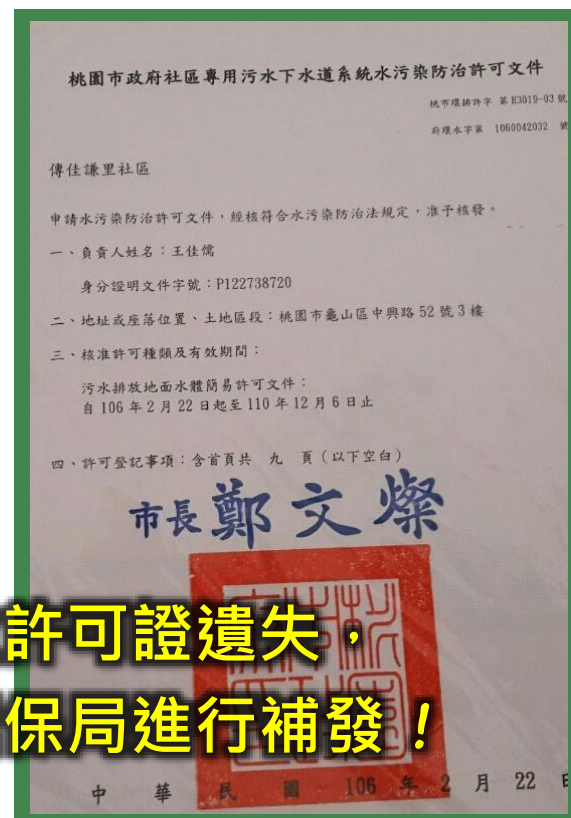 桃園市政府社區專用污水下水道系統水污染防治許可文件
桃市環排許字 第 H3019-03 號
府環水字第 1060042032 號
傳佳謙里社區
申請水污染防治許可文件，經核符合水污染防治法規定，准予核發。
一、負責人姓名：王佳儒
身分證明文件字號：P122738720
二、地址或座落位置、土地區段：桃園市龜山區中興路 52 號 3 樓
三、核准許可種類及有效期間：
污水排放地面水體簡易許可文件：
自 106 年 2 月 22 日起至 110 年 12 月 6 日止
四、許可登記事項：含首頁共 九 頁（以下空白）
市長鄭文燦
許可證遺失，
保局進行補發！
中華民國 106 年 2 月 22 日